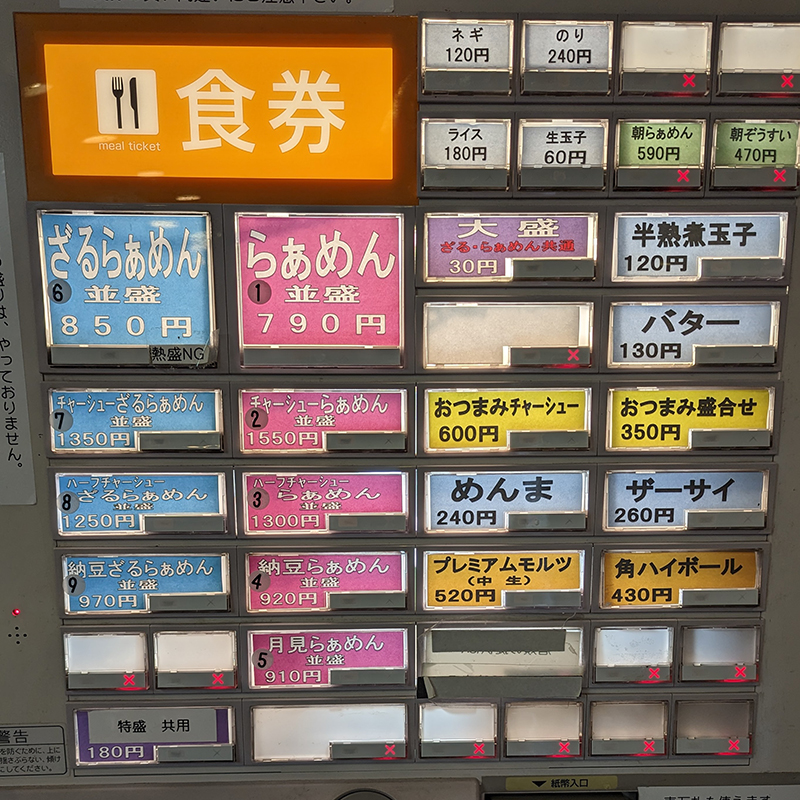 食券
meal ticket
ネギ
120円
のり
240円
ライス
180円
生玉子
60円
朝らぁめん
590円
朝ぞうすい
470円
ざるらぁめん
6
並盛
850円
熱盛NG
らぁめん
1
並盛
790円
大盛
ざる・らぁめん共通
30円
半熟煮玉子
120円
バター
130円
チャーシューざるらぁめん
7
並盛
1350円
チャーシューらぁめん
2
並盛
1550円
おつまみチャーシュー
600円
おつまみ盛合せ
350円
ハーフチャーシュー
8
ざるらぁめん
並盛
1250円
ハーフチャーシュー
3
らぁめん
並盛
1300円
めんま
240円
ザーサイ
260円
納豆ざるらぁめん
9
並盛
970円
納豆らぁめん
4
並盛
920円
プレミアムモルツ
(中 生)
520円
角ハイボール
430円
月見らぁめん
5
並盛
910円
特盛 共用
180円
盛りは、やっておりません。
警告
紙幣入口